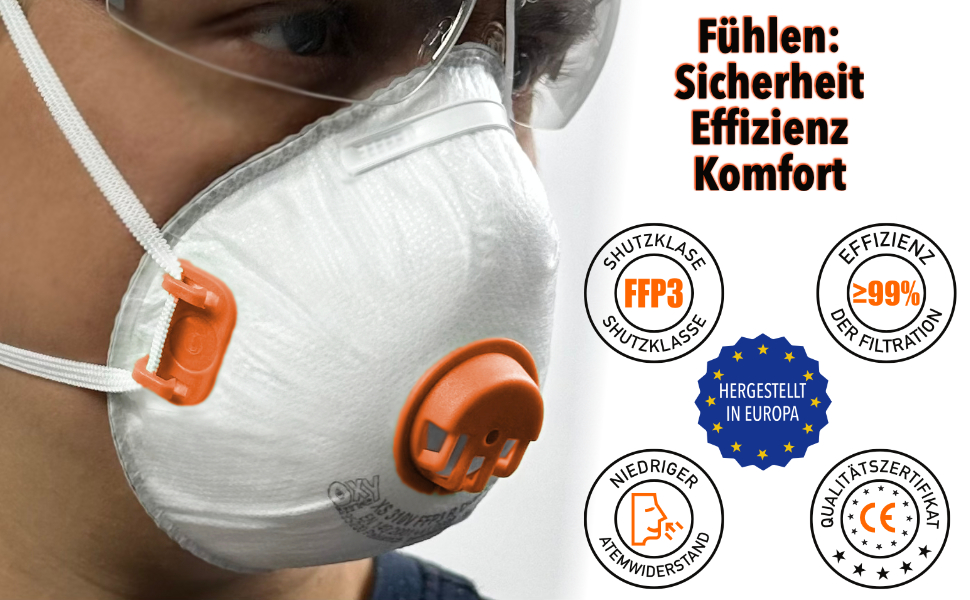 Fühlen:
Sicherheit
Effizienz
Komfort
SHUTZKLASE
FFP3
SHUTZKLASSE
EFFIZIENZ
≥99%
DER FILTRATION
HERGESTELLT
IN EUROPA
NIEDRIGER
ATEMWIDERSTAND
QUALITÄTSZERTIFIKAT
CE
OXY